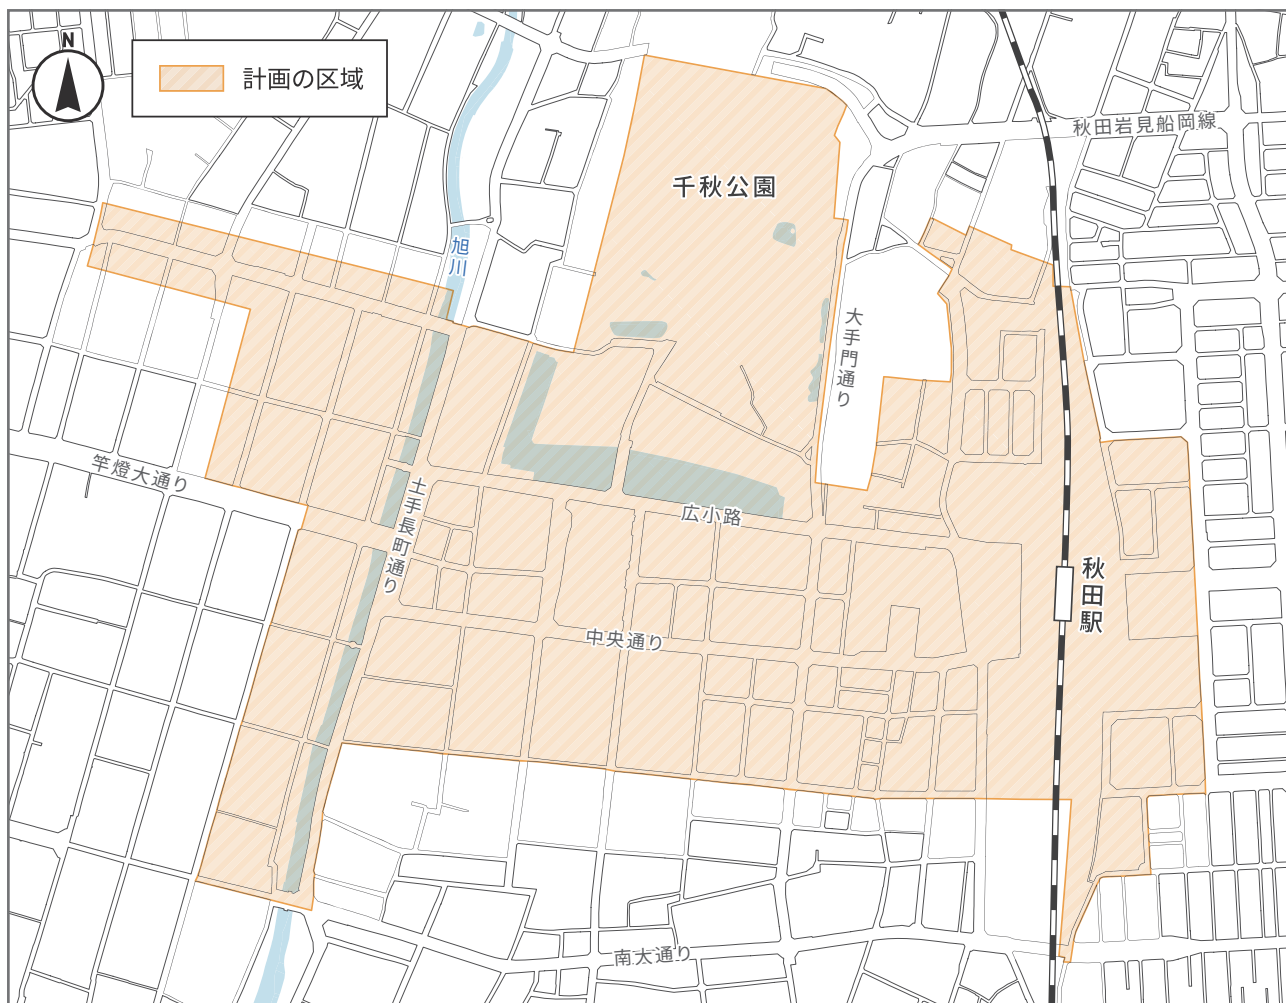 N
計画の区域
秋田岩見船岡線
千秋公園
旭川
大手門通り
竿燈大通り
土手長町通り
広小路
秋田駅
中央通り
南大通り